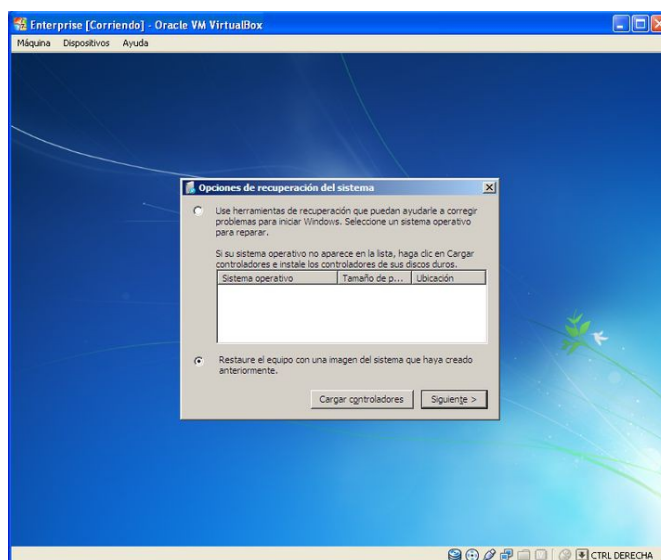 Enterprise [Corriendo] - Oracle VM VirtualBox
Máquina Dispositivos Ayuda
Opciones de recuperación del sistema
Use herramientas de recuperación que puedan ayudarle a corregir
problemas para iniciar Windows. Seleccione un sistema operativo
para reparar.
Si su sistema operativo no aparece en la lista, haga clic en Cargar
controladores e instale los controladores de sus discos duros.
Sistema operativo Tamaño de p... Ubicación
Restaure el equipo con una imagen del sistema que haya creado
anteriormente.
Cargar controladores Siguiente >
CTRL DERECHA